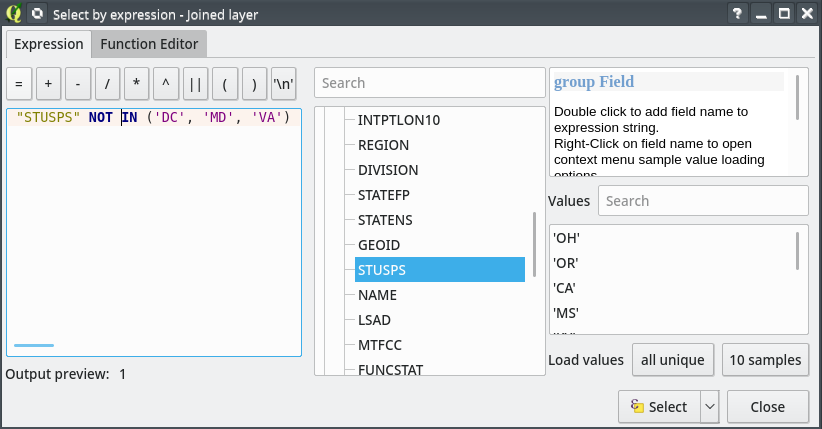 Select by expression - Joined layer
Expression
Function Editor
= + - / * ^ || ( ) '\n'
"STUSPS" NOT IN ('DC', 'MD', 'VA')
Output preview: 1
Search
INTPTLON10
REGION
DIVISION
STATEFP
STATENS
GEOID
STUSPS
NAME
LSAD
MTFCC
FUNCSTAT
group Field
Double click to add field name to
expression string.
Right-Click on field name to open
context menu sample value loading
options
Values
Search
'OH'
'OR'
'CA'
'MS'
Load values
all unique
10 samples
Select
Close